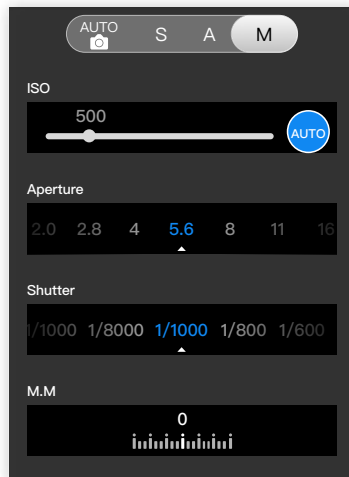 AUTO S A M
ISO
500
AUTO
Aperture
2.0 2.8 4 5.6 8 11 16
Shutter
1/1000 1/8000 1/1000 1/800 1/600
M.M
0